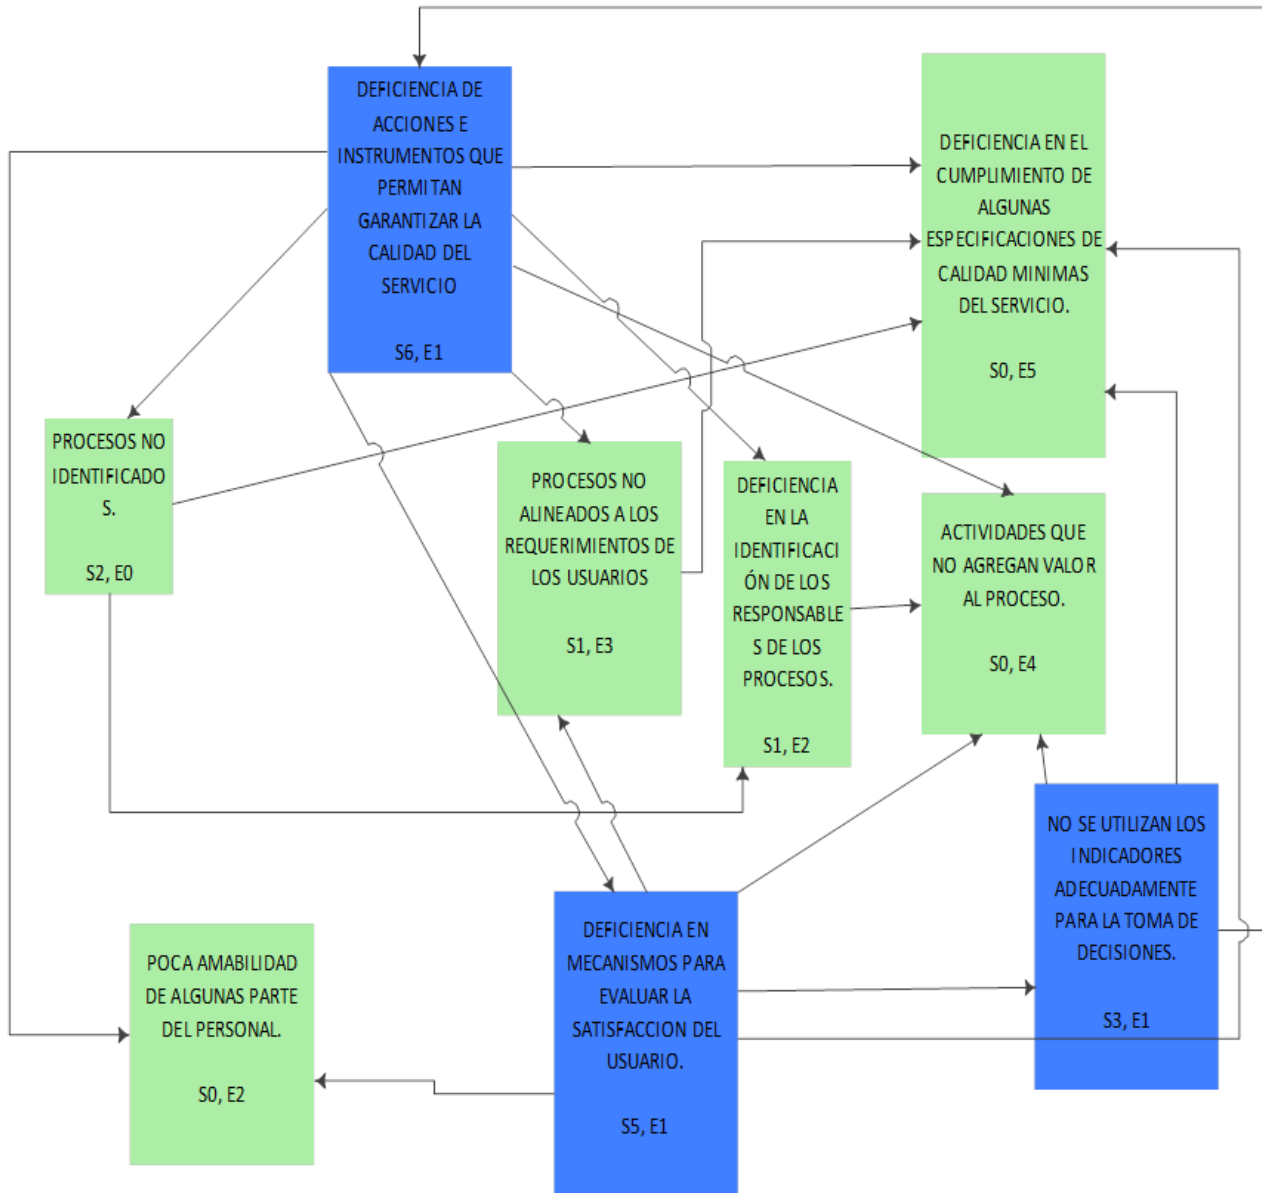 DEFICIENCIA DE
ACCIONES E
INSTRUMENTOS QUE
PERMITAN
GARANTIZAR LA
CALIDAD DEL
SERVICIO
S6, E1
DEFICIENCIA EN EL
CUMPLIMIENTO DE
ALGUNAS
ESPECIFICACIONES DE
CALIDAD MINIMAS
DEL SERVICIO.
S0, E5
PROCESOS NO
IDENTIFICADO
S.
S2, E0
PROCESOS NO
ALINEADOS A LOS
REQUERIMIENTOS DE
LOS USUARIOS
S1, E3
DEFICIENCIA
EN LA
IDENTIFICACI
ÓN DE LOS
RESPONSABLE
S DE LOS
PROCESOS.
S1, E2
ACTIVIDADES QUE
NO AGREGAN VALOR
AL PROCESO.
S0, E4
POCA AMABILIDAD
DE ALGUNAS PARTE
DEL PERSONAL.
S0, E2
DEFICIENCIA EN
MECANISMOS PARA
EVALUAR LA
SATISFACCION DEL
USUARIO.
S5, E1
NO SE UTILIZAN LOS
INDICADORES
ADECUADAMENTE
PARA LA TOMA DE
DECISIONES.
S3, E1